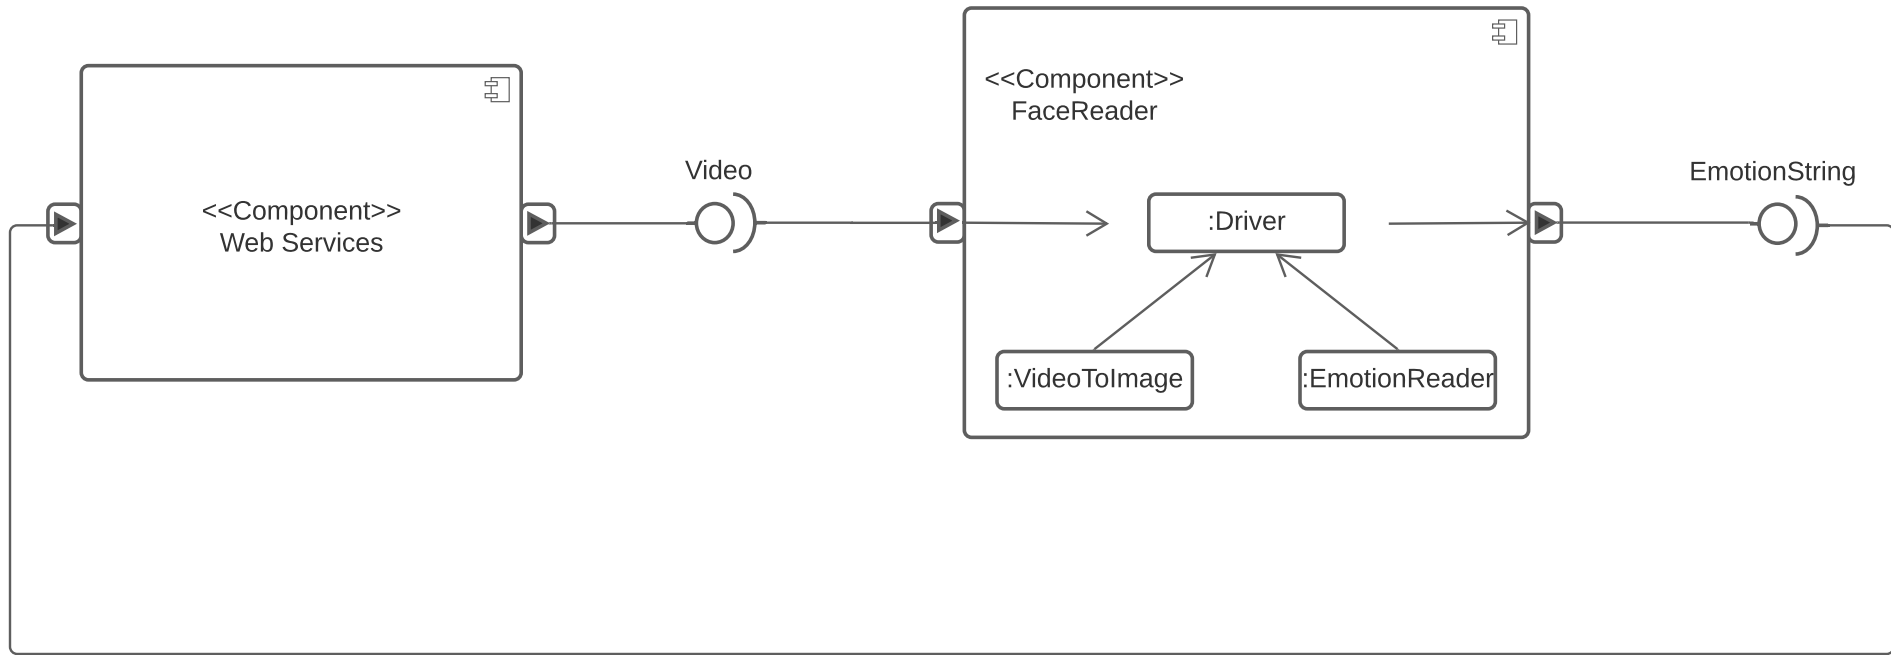 <<Component>>
Web Services
Video
<<Component>>
FaceReader
:Driver
:VideoToImage
:EmotionReader
EmotionString